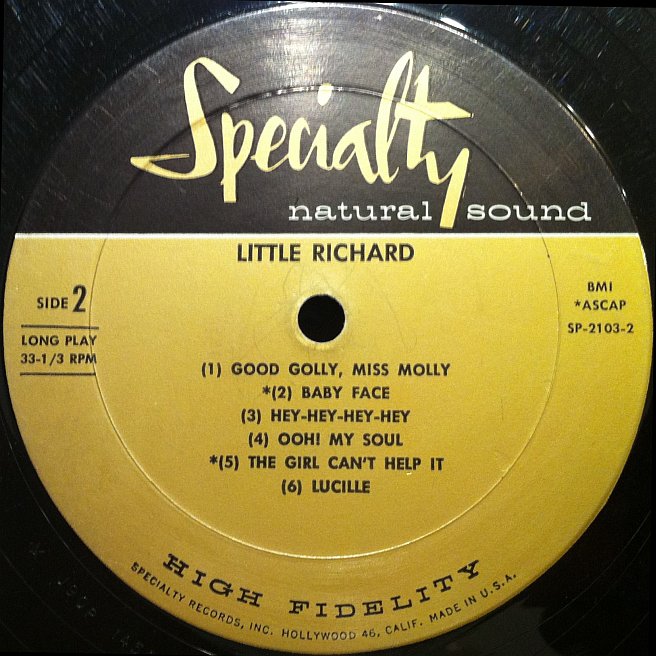 Specialty
natural sound
LITTLE RICHARD
SIDE 2
LONG PLAY
33-1/3 RPM
BMI
*ASCAP
SP-2103-2
(1) GOOD GOLLY, MISS MOLLY
*(2) BABY FACE
(3) HEY-HEY-HEY-HEY
(4) OOH! MY SOUL
*(5) THE GIRL CAN'T HELP IT
(6) LUCILLE
HIGH FIDELITY
SPECIALTY RECORDS, INC. HOLLYWOOD 46, CALIF. MADE IN U.S.A.